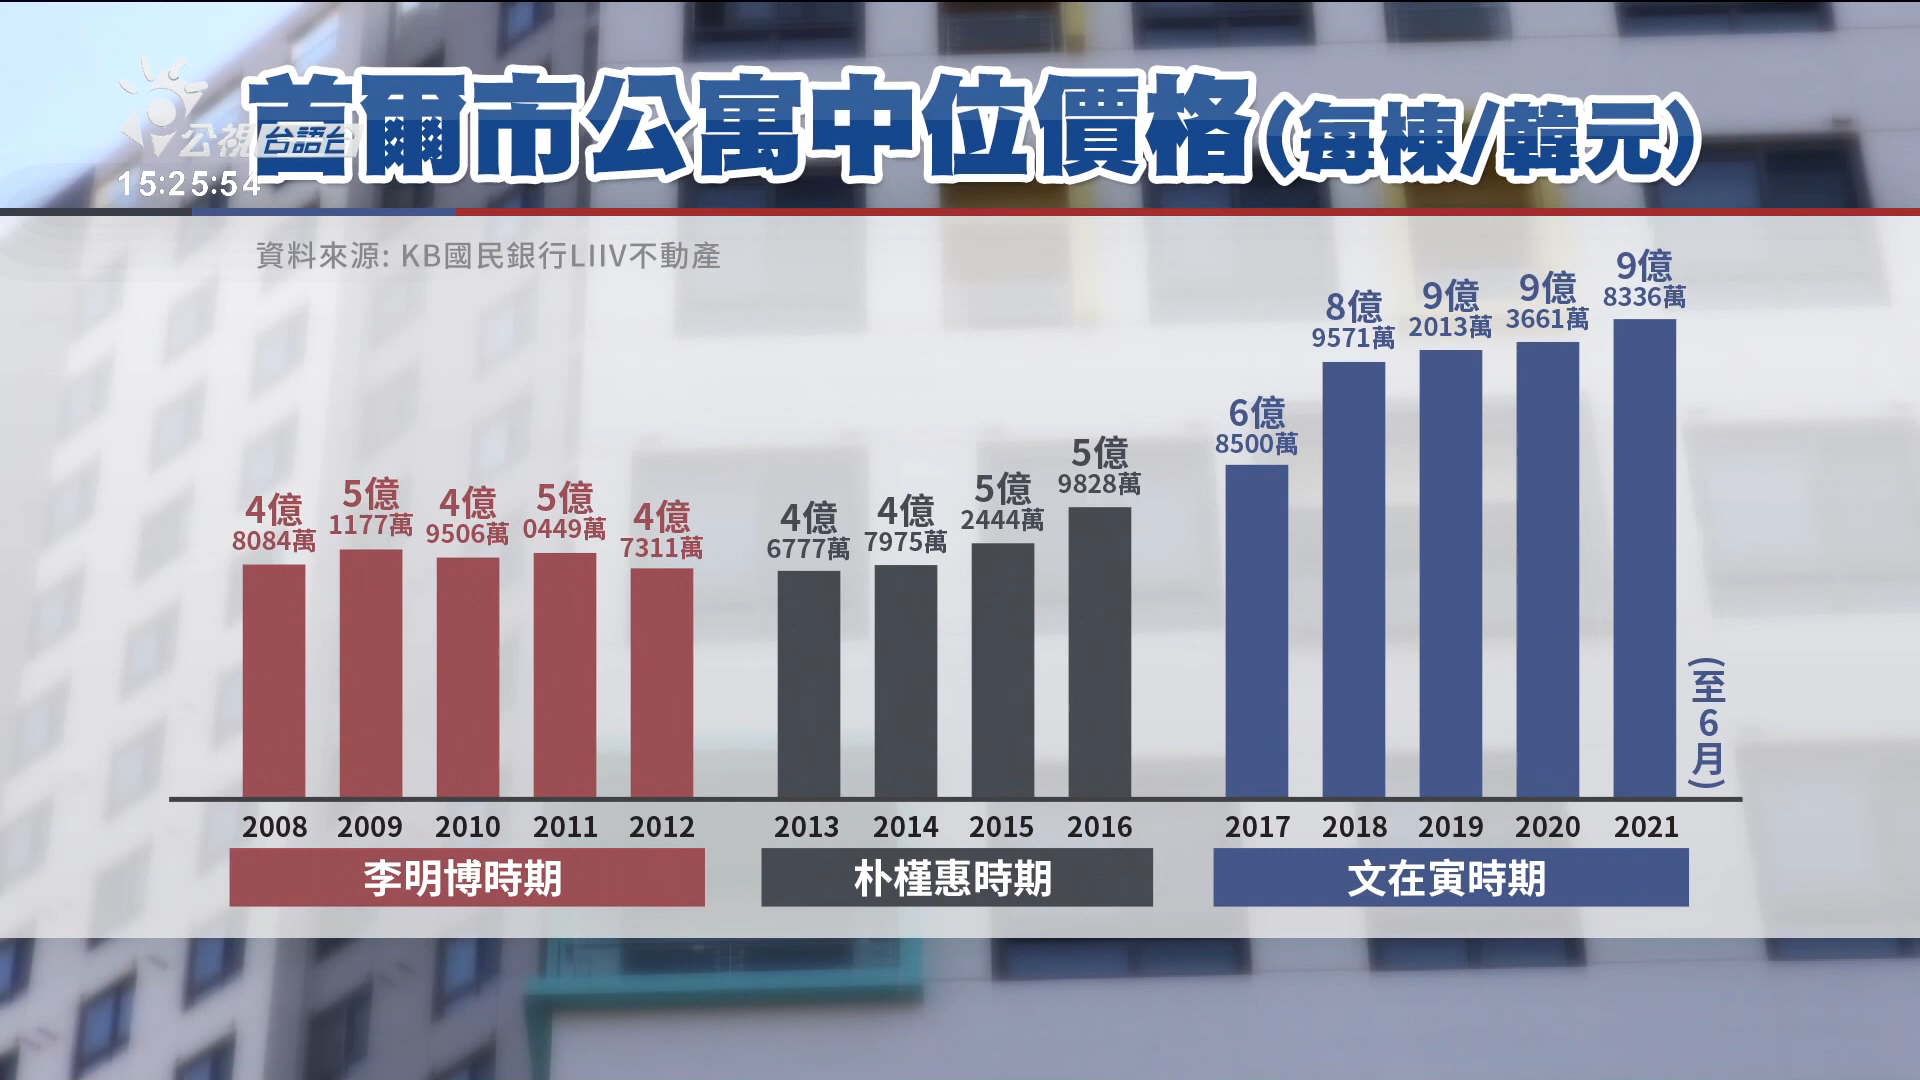 首爾市公寓中位價格(每棟/韓元)
公視 台語台
15:25:54
資料來源: KB國民銀行LIIV不動產
4億
8084萬
5億
1177萬
4億
9506萬
5億
0449萬
4億
7311萬
4億
6777萬
4億
7975萬
5億
2444萬
5億
9828萬
6億
8500萬
8億
9571萬
9億
2013萬
9億
3661萬
9億
8336萬
(至6月)
2008 2009 2010 2011 2012 2013 2014 2015 2016 2017 2018 2019 2020 2021
李明博時期 朴槿惠時期 文在寅時期